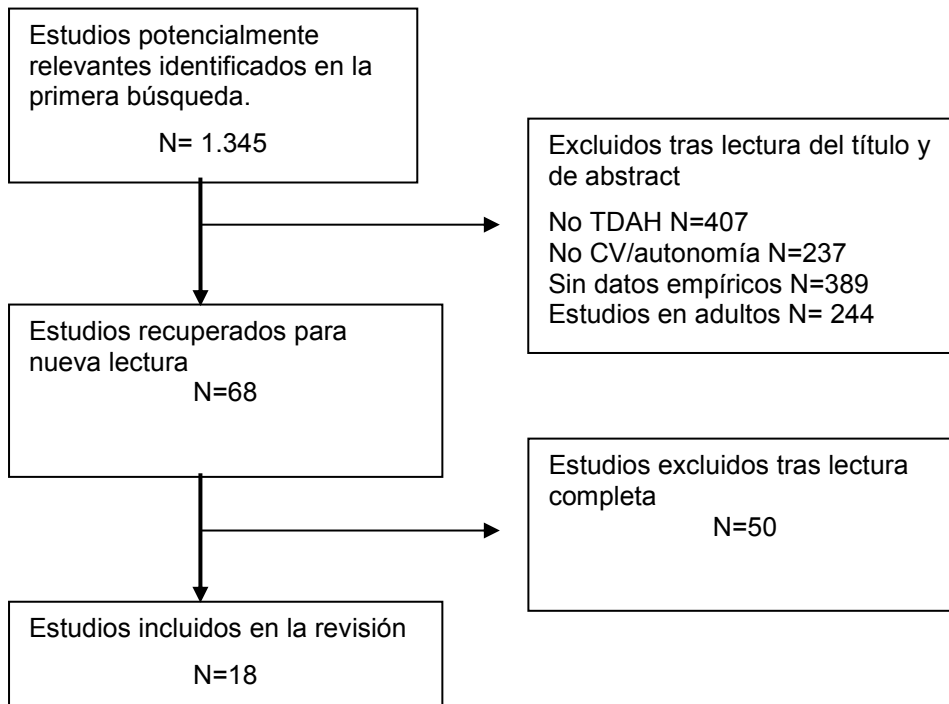 Estudios potencialmente
relevantes identificados en la
primera búsqueda.
N= 1.345
Excluidos tras lectura del título y
de abstract
No TDAH N=407
No CV/autonomía N=237
Sin datos empíricos N=389
Estudios en adultos N= 244
Estudios recuperados para
nueva lectura
N=68
Estudios excluidos tras lectura
completa
N=50
Estudios incluidos en la revisión
N=18